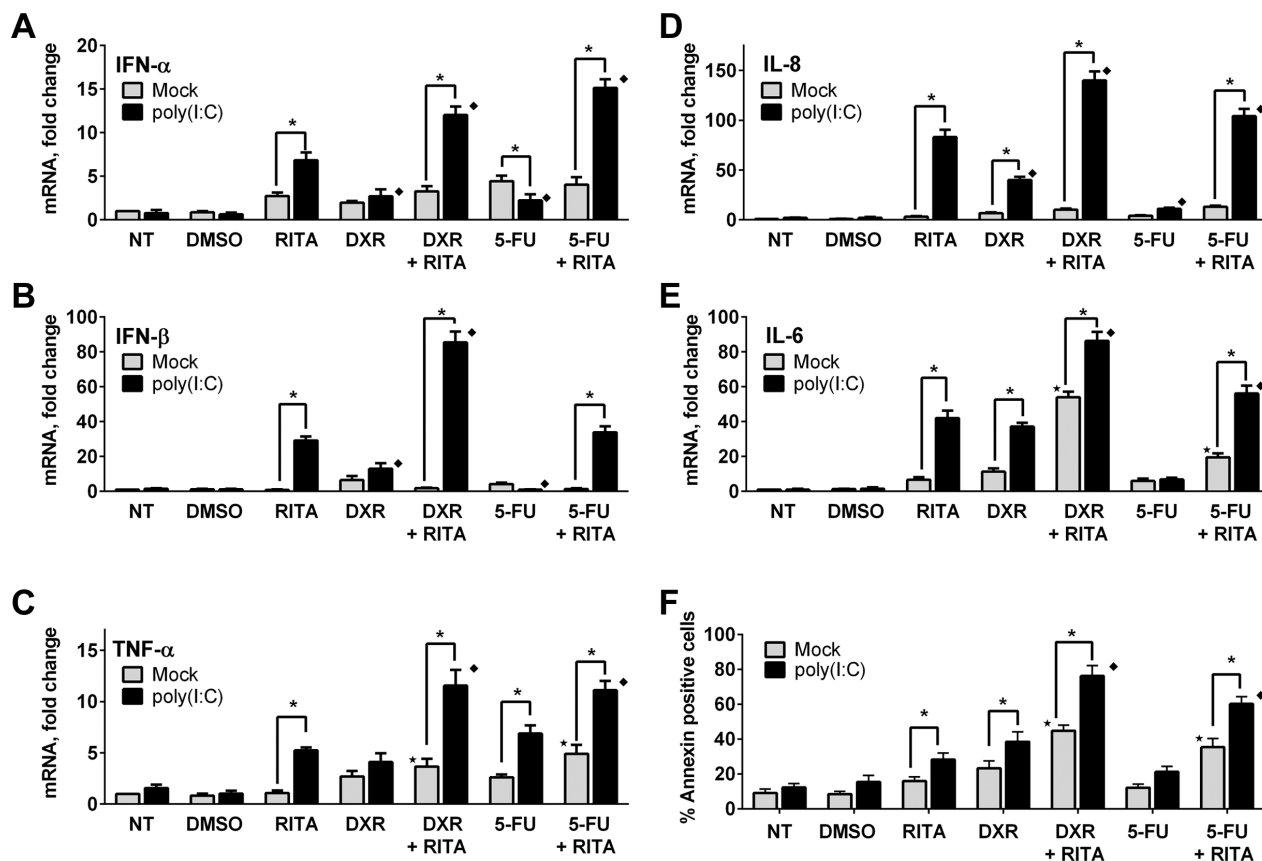 A
mRNA, fold change
20
15
10
5
0
IFN-α
Mock
poly(I:C)
*
*
◆
*
◆
*
◆
*
◆
NT DMSO RITA DXR DXR 5-FU 5-FU
+ RITA + RITA
B
mRNA, fold change
100
80
60
40
20
0
IFN-β
Mock
poly(I:C)
*
◆
*
◆
◆
*
◆
NT DMSO RITA DXR DXR 5-FU 5-FU
+ RITA + RITA
C
mRNA, fold change
15
10
5
0
TNF-α
Mock
poly(I:C)
*
★
*
◆
*
★
*
◆
NT DMSO RITA DXR DXR 5-FU 5-FU
+ RITA + RITA
D
mRNA, fold change
150
100
50
0
IL-8
Mock
poly(I:C)
*
*
◆
*
◆
◆
*
◆
NT DMSO RITA DXR DXR 5-FU 5-FU
+ RITA + RITA
E
mRNA, fold change
100
80
60
40
20
0
IL-6
Mock
poly(I:C)
*
*
★
*
◆
★
*
◆
NT DMSO RITA DXR DXR 5-FU 5-FU
+ RITA + RITA
F
% Annexin positive cells
100
80
60
40
20
0
Mock
poly(I:C)
*
*
★
*
◆
★
*
◆
NT DMSO RITA DXR DXR 5-FU 5-FU
+ RITA + RITA